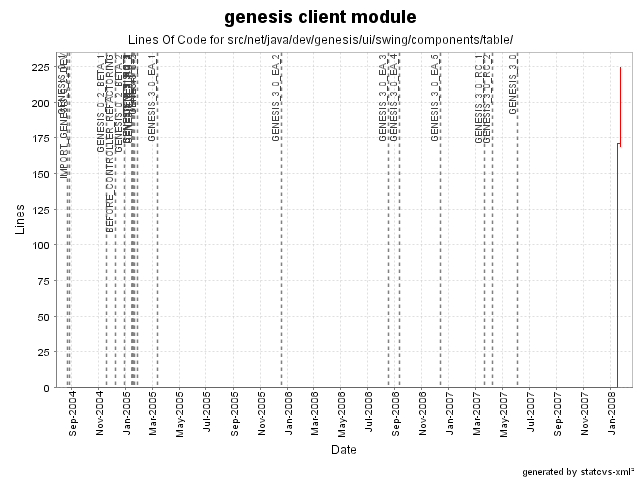 genesis client module
Lines Of Code for src/net/java/dev/genesis/ui/swing/components/table/
Lines
225
200
175
150
125
100
75
50
25
0
GENESIS_0_2_BETA_1
BEFORE_CONTROLLER_REFACTORING
GENESIS_3_0_EA_1
GENESIS_3_0_EA_2
GENESIS_3_0_EA_3
GENESIS_3_0_EA_4
GENESIS_3_0_EA_5
GENESIS_3_0_RC_1
GENESIS_3_0_RC_2
GENESIS_3_0
Sep-2004
Nov-2004
Jan-2005
Mar-2005
May-2005
Jul-2005
Sep-2005
Nov-2005
Jan-2006
Mar-2006
May-2006
Jul-2006
Sep-2006
Nov-2006
Jan-2007
Mar-2007
May-2007
Jul-2007
Sep-2007
Nov-2007
Jan-2008
Date
generated by statcvs-xml²